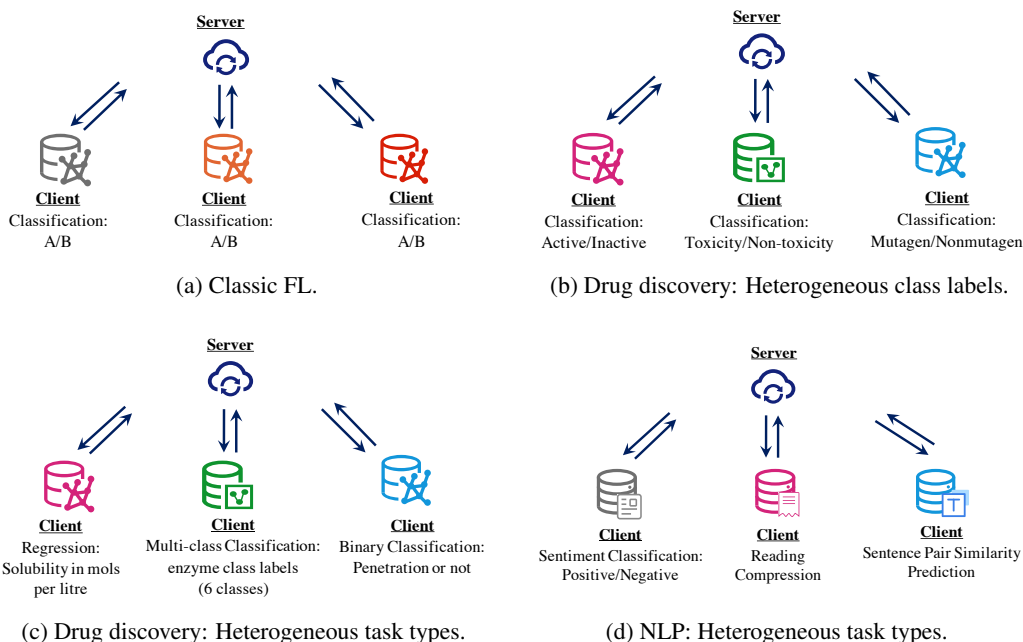 Server
Client
Classification:
A/B
Client
Classification:
A/B
Client
Classification:
A/B
(a) Classic FL.
Server
Client
Classification:
Active/Inactive
Client
Classification:
Toxicity/Non-toxicity
Client
Classification:
Mutagen/Nonmutagen
(b) Drug discovery: Heterogeneous class labels.
Server
Client
Regression:
Solubility in mols
per litre
Client
Multi-class Classification:
enzyme class labels
(6 classes)
Client
Binary Classification:
Penetration or not
(c) Drug discovery: Heterogeneous task types.
Server
Client
Sentiment Classification:
Positive/Negative
Client
Reading
Compression
T
Client
Sentence Pair Similarity
Prediction
(d) NLP: Heterogeneous task types.